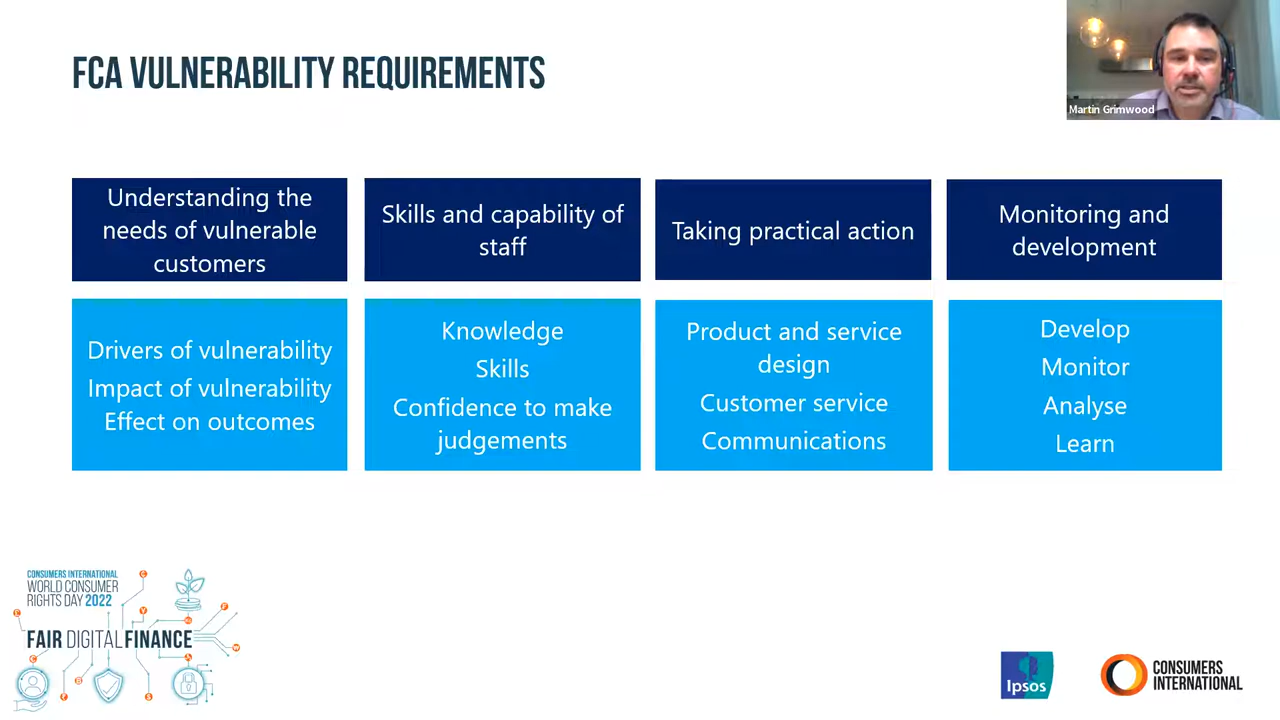 FCA VULNERABILITY REQUIREMENTS
Martin Grimwood
Understanding the
needs of vulnerable
customers
Skills and capability of
staff
Taking practical action
Monitoring and
development
Drivers of vulnerability
Impact of vulnerability
Effect on outcomes
Knowledge
Skills
Confidence to make
judgements
Product and service
design
Customer service
Communications
Develop
Monitor
Analyse
Learn
CONSUMERS INTERNATIONAL
WORLD CONSUMER
RIGHTS DAY 2022
FAIR DIGITALFINANCE
Ipsos
CONSUMERS
INTERNATIONAL